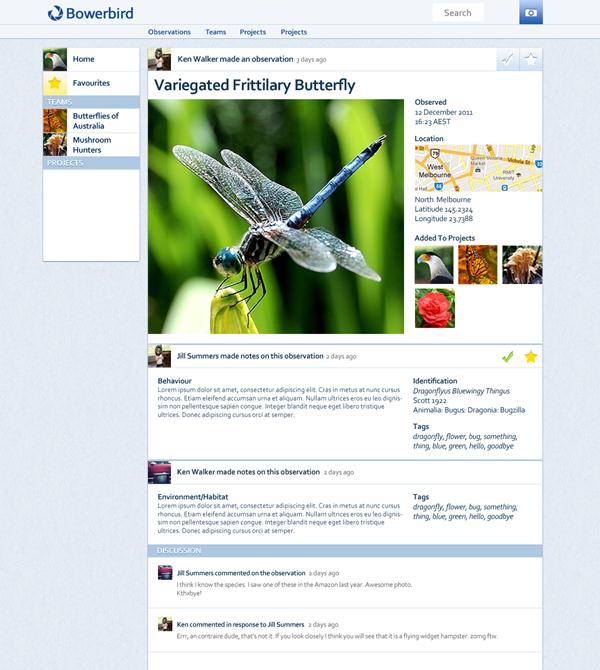 Bowerbird
Search
Observations Teams Projects Projects
Home
Favourites
TEAMS
Butterflies of
Australia
Mushroom
Hunters
PROJECTS
Ken Walker made an observation 3 days ago
Variegated Frittilary Butterfly
Observed
12 December 2011
16:23 AEST
Location
Queen Victoria
Market
Victoria St
West
Melbourne
RMIT
University
North Melbourne
Latitiude 145.2324
Longitude 23.7388
Added To Projects
Jill Summers made notes on this observation 2 days ago
Behaviour
Lorem ipsum dolor sit amet, consectetur adipiscing elit. Cras in metus at nunc cursus
rhoncus. Etiam eleifend accumsan urna et aliquam. Nullam ultrices eros eu leo dignis-
sim non pellentesque sapien congue. Integer blandit neque eget libero tristique
ultrices. Donec adipiscing cursus orci at semper.
Identification
Dragonflyus Bluewingy Thingus
Scott 1922
Animalia: Bugus: Dragonia: Bugzilla
Tags
dragonfly, flower, bug, something,
thing, blue, green, hello, goodbye
Ken Walker made notes on this observation 2 days ago
Environment/Habitat
Lorem ipsum dolor sit amet, consectetur adipiscing elit. Cras in metus at nunc cursus
rhoncus. Etiam eleifend accumsan urna et aliquam. Nullam ultrices eros eu leo dignis-
sim non pellentesque sapien congue. Integer blandit neque eget libero tristique
ultrices. Donec adipiscing cursus orci at semper.
Tags
dragonfly, flower, bug, something,
thing, blue, green, hello, goodbye
DISCUSSION
Jill Summers commented on the observation 2 days ago
I think I know the species. I saw one of these in the Amazon last year. Awesome photo.
Kthxbye!
Ken commented in response to Jill Summers 2 days ago
Errr, an contraire dude, that's not it. If you look closely I think you will see that it is a flying widget hampster. zomg ftw.